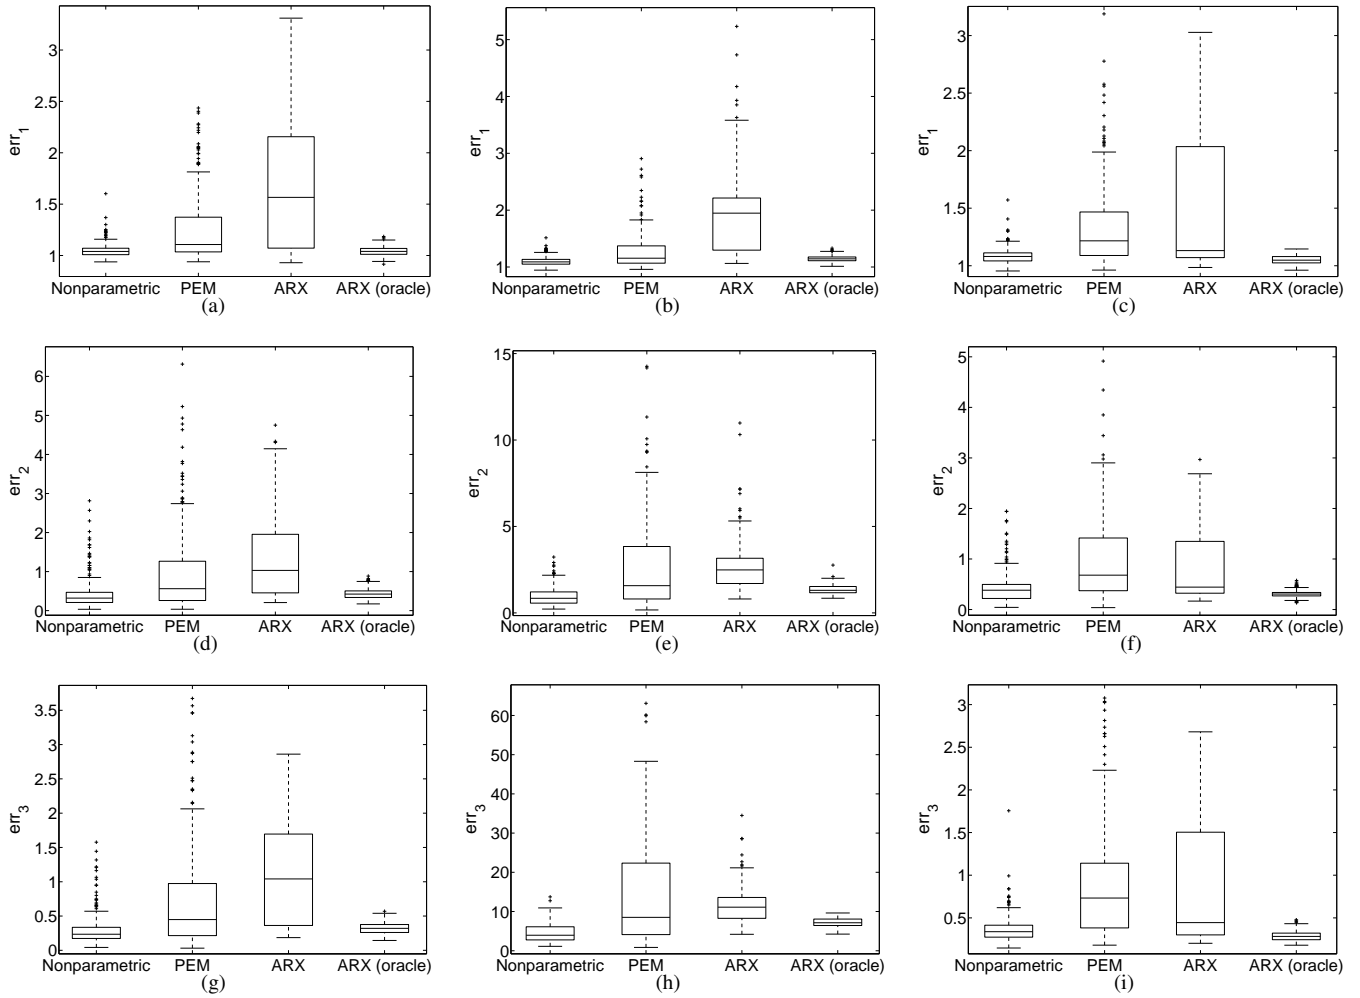 3
2.5
2
1.5
1
err1
Nonparametric PEM ARX ARX (oracle)
(a)
5
4
3
2
1
err1
Nonparametric PEM ARX ARX (oracle)
(b)
3
2.5
2
1.5
1
err1
Nonparametric PEM ARX ARX (oracle)
(c)
6
5
4
3
2
1
0
err2
Nonparametric PEM ARX ARX (oracle)
(d)
15
10
5
0
err2
Nonparametric PEM ARX ARX (oracle)
(e)
5
4
3
2
1
0
err2
Nonparametric PEM ARX ARX (oracle)
(f)
3.5
3
2.5
2
1.5
1
0.5
0
err3
Nonparametric PEM ARX ARX (oracle)
(g)
60
50
40
30
20
10
0
err3
Nonparametric PEM ARX ARX (oracle)
(h)
3
2.5
2
1.5
1
0.5
err3
Nonparametric PEM ARX ARX (oracle)
(i)